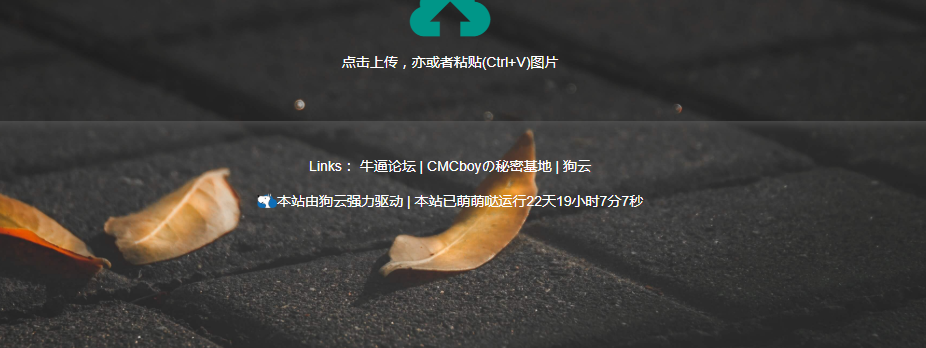 点击上传，亦或者粘贴(Ctrl+V)图片
Links： 牛逼论坛 | CMCboyの秘密基地 | 狗云
本站由狗云强力驱动 | 本站已萌萌哒运行22天19小时7分7秒